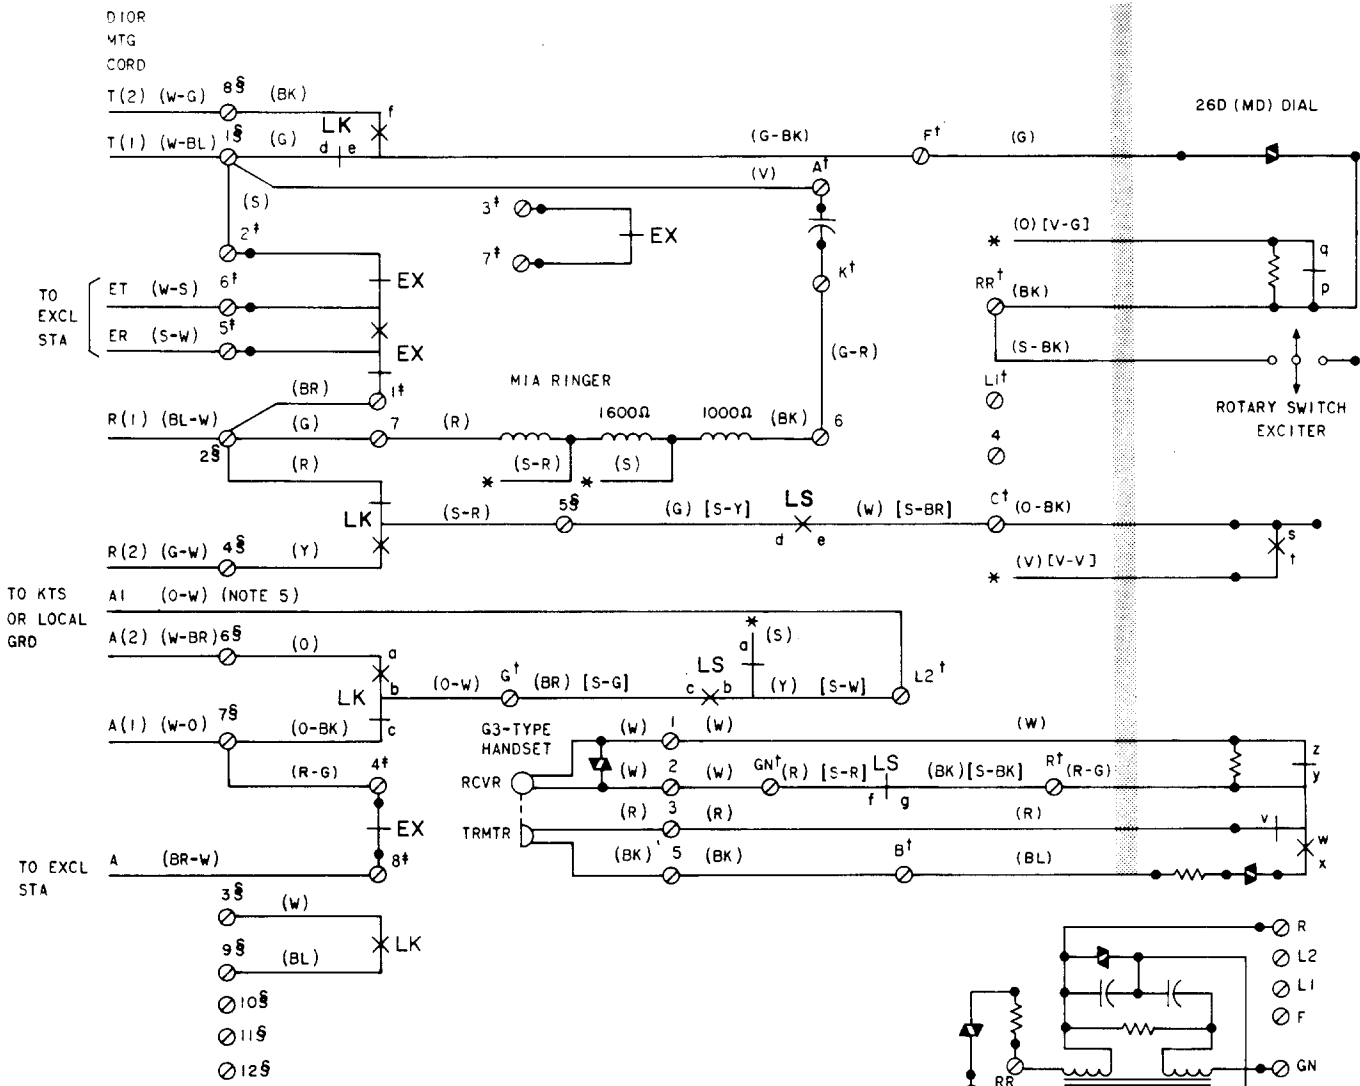 D10R
MTG
CORD
T(2) (W-G) 8§ (BK) f
26D (MD) DIAL
T(1) (W-BL) 1§ (G) LK d e (G-BK) F† (G)
(V) A†
(S)
2‡ 3‡ EX
7‡
* (O)[V-G] q
EX K† p
TO EXCL STA
ET (W-S) 6‡
RR† (BK)
ER (S-W) 5‡
EX
(G-R)
(S-BK)
(BR) 1‡
M1A RINGER
L1†
ROTARY SWITCH
EXCITER
R(1) (BL-W) 2§ (G) 7 (R) 1600Ω 1000Ω (BK) 6
4
(R) * (S-R) * (S)
LK (S-R) 5§ (G) [S-Y] LS d e (W) [S-BR] C† (O-BK) s
t
R(2) (G-W) 4§ (Y)
* (V)[V-V]
TO KTS
OR LOCAL
GRD
A1 (O-W) (NOTE 5)
A(2) (W-BR) 6§ (O) a
* (S) a
LK b (O-W) G† (BR) [S-G] LS c b (Y) [S-W] L2†
A(1) (W-O) 7§ (O-BK) c
G3-TYPE
HANDSET
(W) 1 (W) (W) z
(R-G) 4‡
RCVR (W) 2 (W) GN† (R) [S-R] LS f g (BK)[S-BK] R† (R-G) y
EX
TRMTR (R) 3 (R) (R) v
w
TO EXCL
STA
A (BR-W) 8‡
(BK) 5 (BK) B† (BL) x
3§ (W)
LK
9§ (BL)
10§
11§
12§
R
L2
L1
F
GN
RR